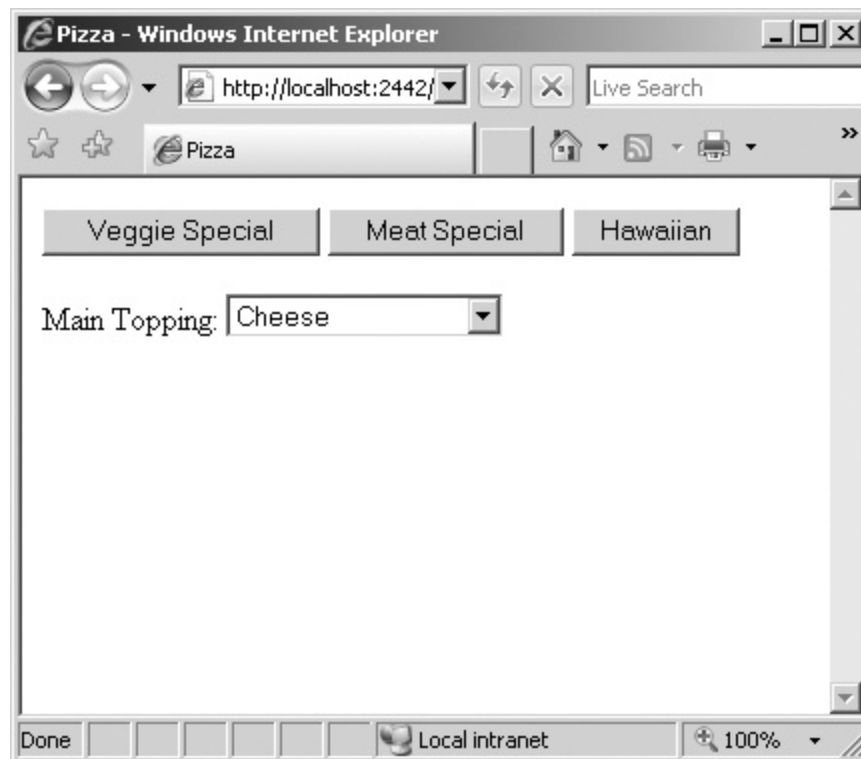 Pizza - Windows Internet Explorer
http://localhost:2442/
Live Search
Pizza
»
Veggie Special
Meat Special
Hawaiian
Main Topping: Cheese
Done
Local intranet
100%